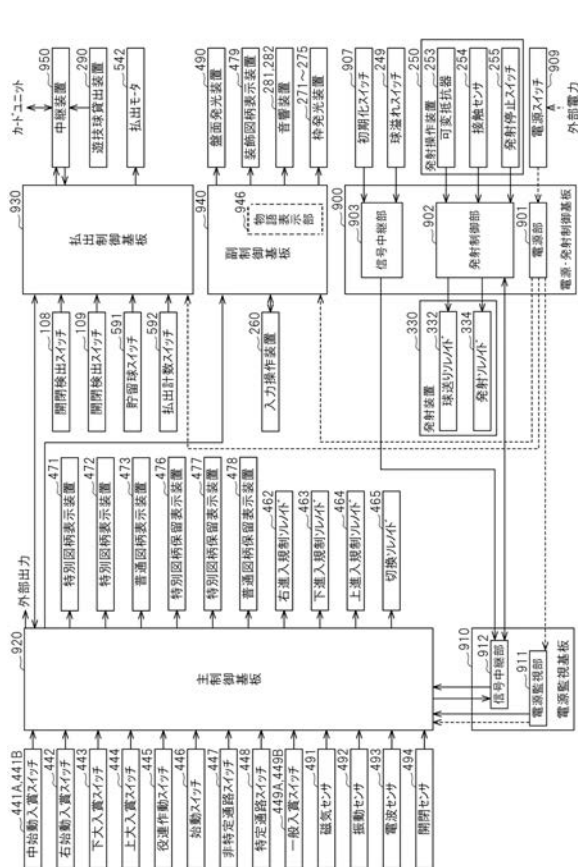 441A,441B
中始動入賞スイッチ
442
右始動入賞スイッチ
443
下大入賞スイッチ
444
上大入賞スイッチ
445
役連作動スイッチ
446
始動スイッチ
447
非特定通路スイッチ
448
特定通路スイッチ
449A,449B
一般入賞スイッチ
491
磁気センサ
492
振動センサ
493
電波センサ
494
開閉センサ
920
外部出力
主制御基板
471
特別図柄表示装置
472
特別図柄表示装置
473
普通図柄表示装置
476
特別図柄保留表示装置
477
特別図柄保留表示装置
478
普通図柄保留表示装置
462
右進入規制ソレノイド
463
下進入規制ソレノイド
464
上進入規制ソレノイド
465
切換ソレノイド
910
912
信号中継部
911
電源監視部
電源監視基板
108
開閉検出スイッチ
109
開閉検出スイッチ
591
貯留球スイッチ
592
払出計数スイッチ
260
入力操作装置
330
発射装置
332
球送りソレノイド
334
発射ソレノイド
930
払出制御基板
940
副制御基板
946
物語表示部
900
903
信号中継部
902
発射制御部
901
電源部
電源・発射制御基板
カードユニット
950
中継装置
290
遊技球貸出装置
542
払出モータ
490
盤面発光装置
479
装飾図柄表示装置
281,282
音響装置
271～275
枠発光装置
907
初期化スイッチ
249
球溢れスイッチ
250
発射操作装置
253
可変抵抗器
254
接触センサ
255
発射停止スイッチ
909
電源スイッチ
外部電力